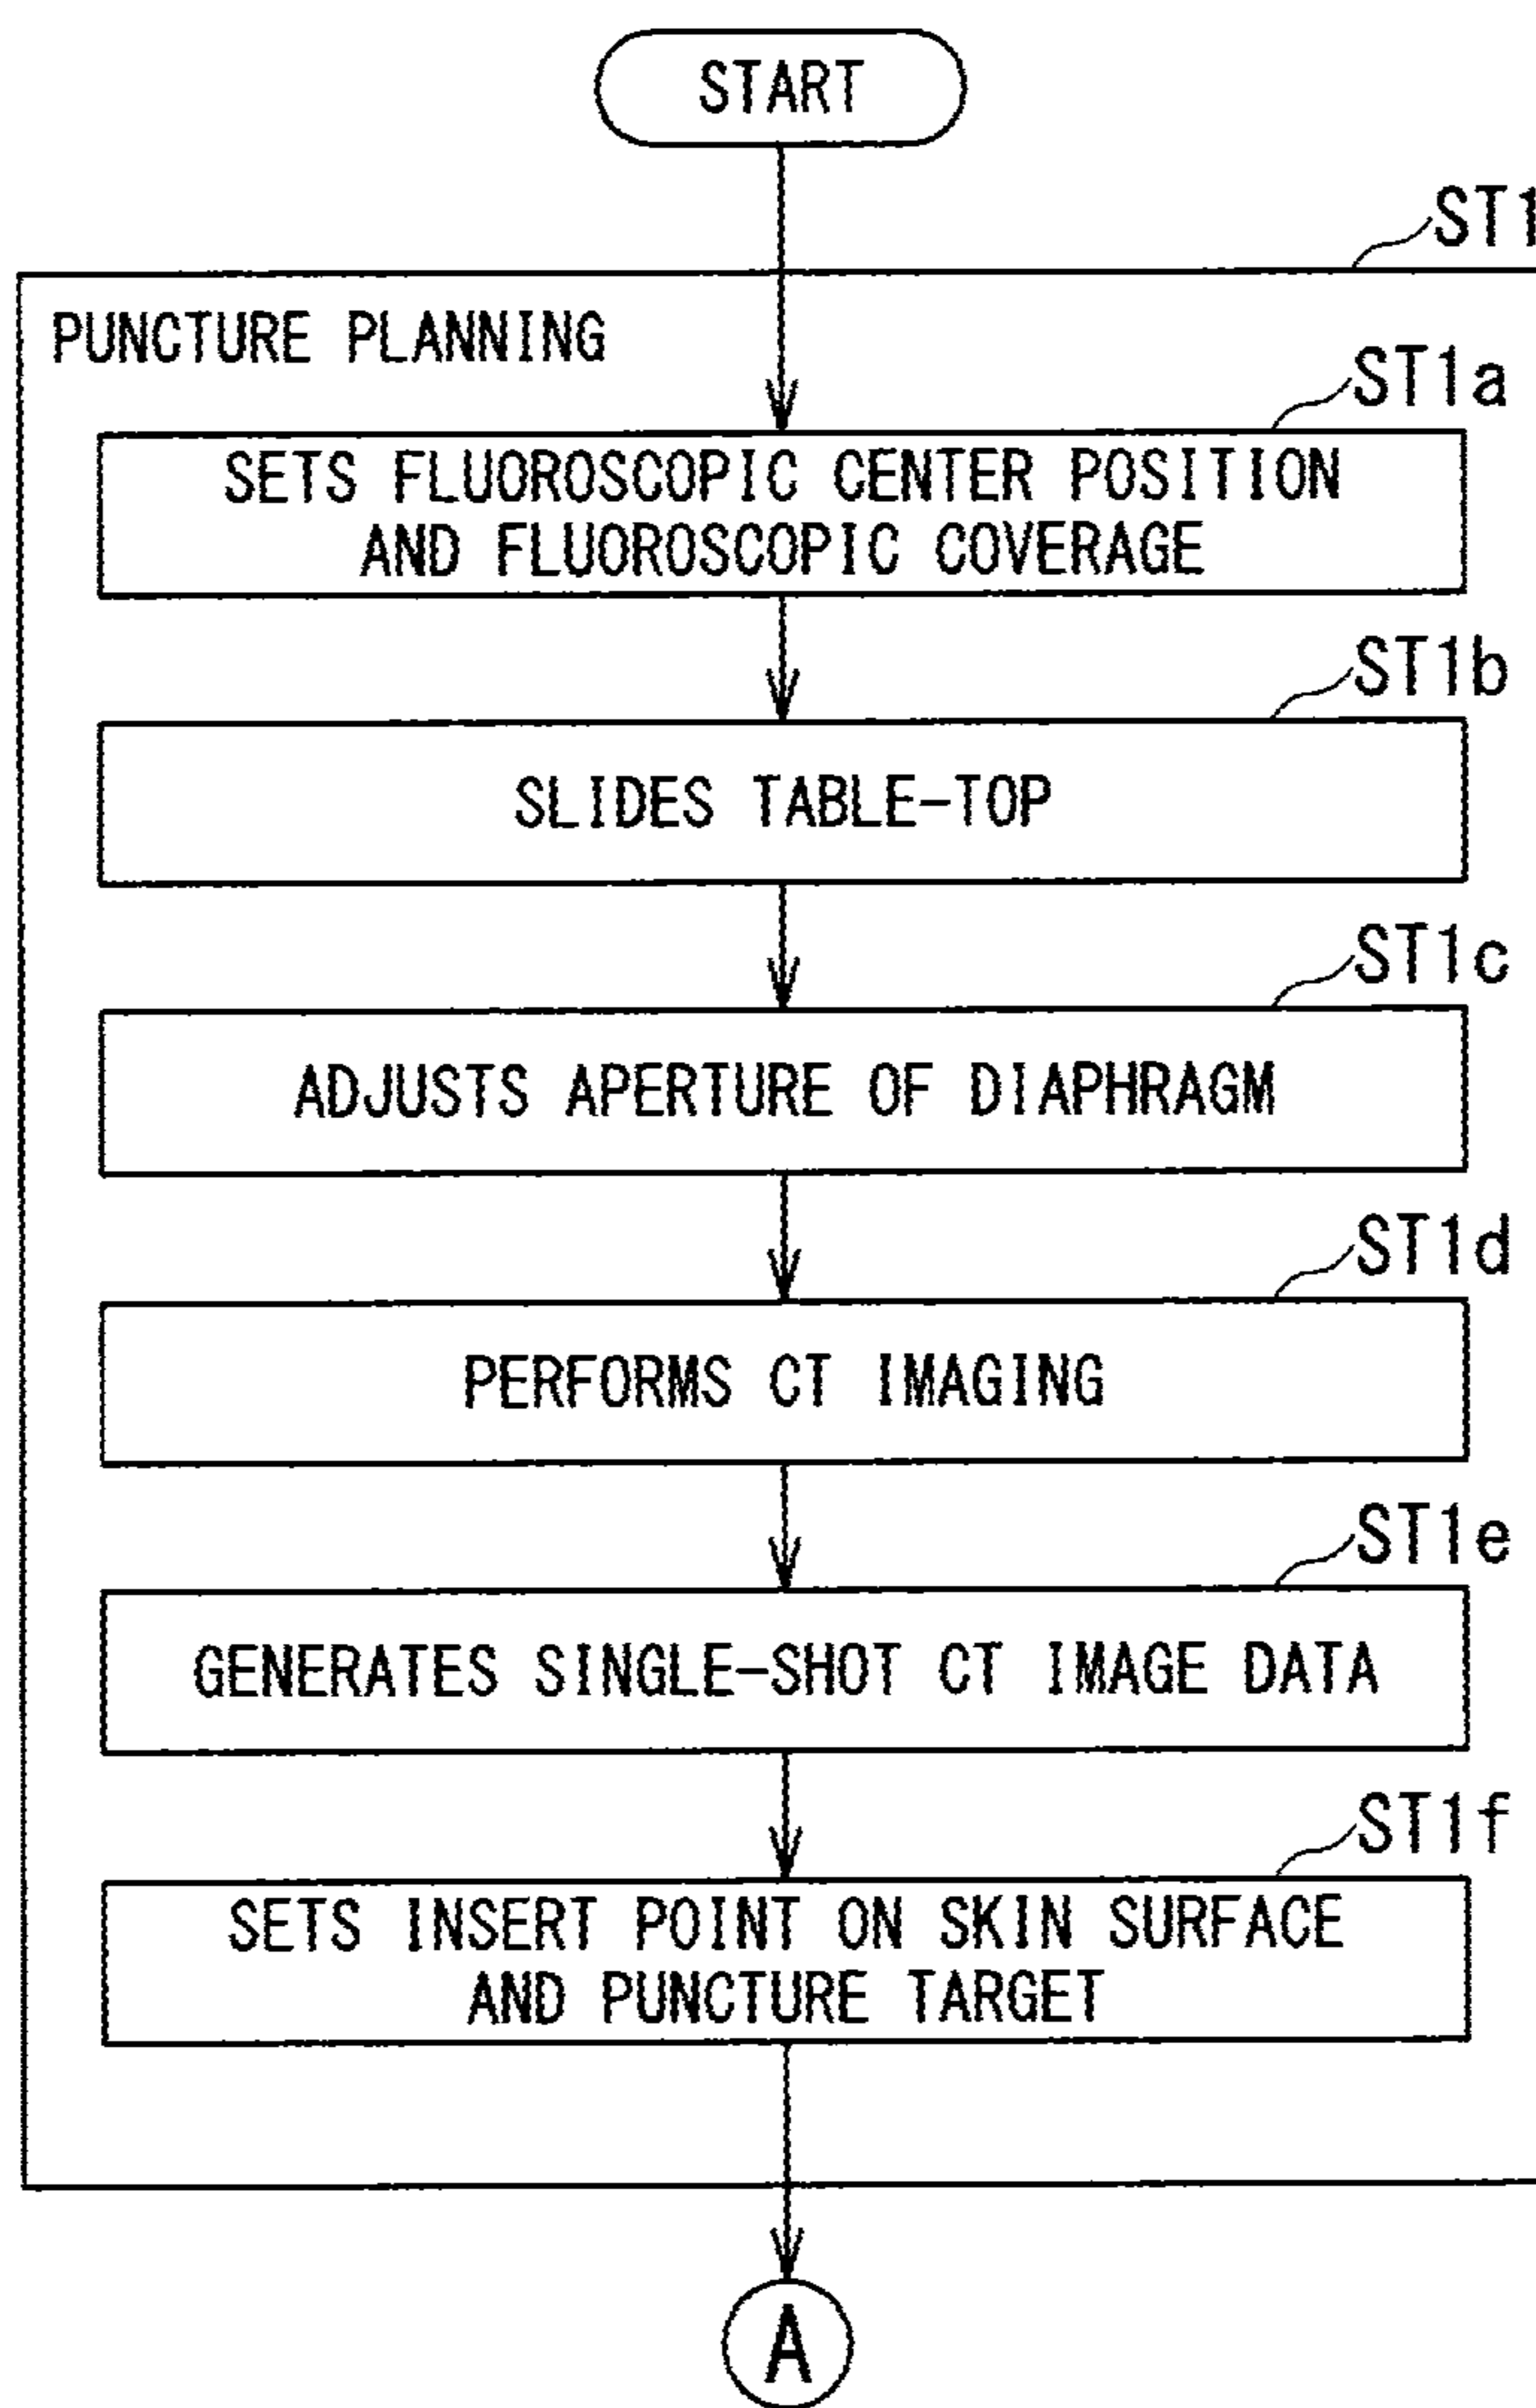 START
ST1
PUNCTURE PLANNING
ST1a
SETS FLUOROSCOPIC CENTER POSITION
AND FLUOROSCOPIC COVERAGE
ST1b
SLIDES TABLE-TOP
ST1c
ADJUSTS APERTURE OF DIAPHRAGM
ST1d
PERFORMS CT IMAGING
ST1e
GENERATES SINGLE-SHOT CT IMAGE DATA
ST1f
SETS INSERT POINT ON SKIN SURFACE
AND PUNCTURE TARGET
A